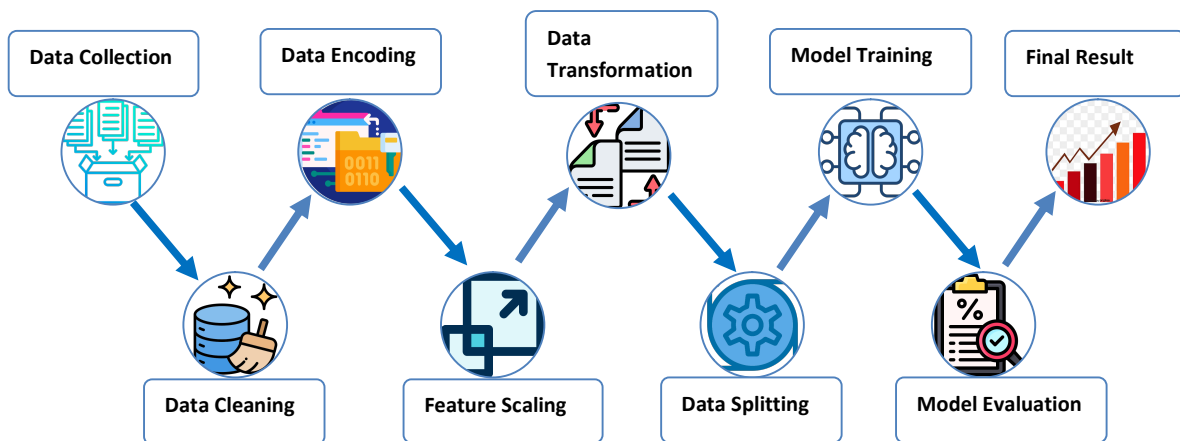 Data Collection
Data Encoding
Data
Transformation
Model Training
Final Result
0011
0110
%
Data Cleaning
Feature Scaling
Data Splitting
Model Evaluation